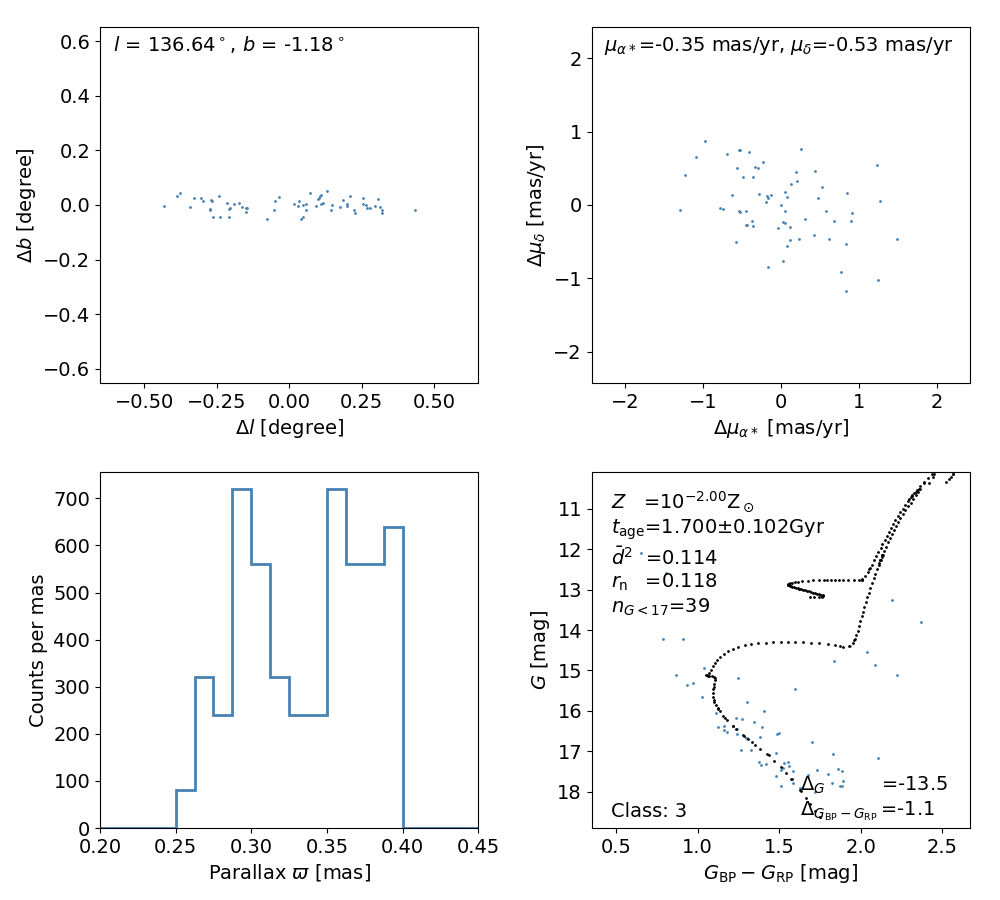 l = 136.64°, b = -1.18°
0.6
0.4
0.2
0.0
−0.2
−0.4
−0.6
Δb [degree]
−0.50 −0.25 0.00 0.25 0.50
Δl [degree]
μα∗=-0.35 mas/yr, μδ=-0.53 mas/yr
2
1
0
−1
−2
Δμδ [mas/yr]
−2 −1 0 1 2
Δμα∗ [mas/yr]
700
600
500
400
300
200
100
0
Counts per mas
0.20 0.25 0.30 0.35 0.40 0.45
Parallax ϖ [mas]
Z =10^−2.00Z⊙
tage=1.700±0.102Gyr
d̄² =0.114
rn =0.118
nG<17=39
11
12
13
14
15
16
17
18
G [mag]
ΔG =-13.5
ΔGBP−GRP=-1.1
Class: 3
0.5 1.0 1.5 2.0 2.5
GBP − GRP [mag]